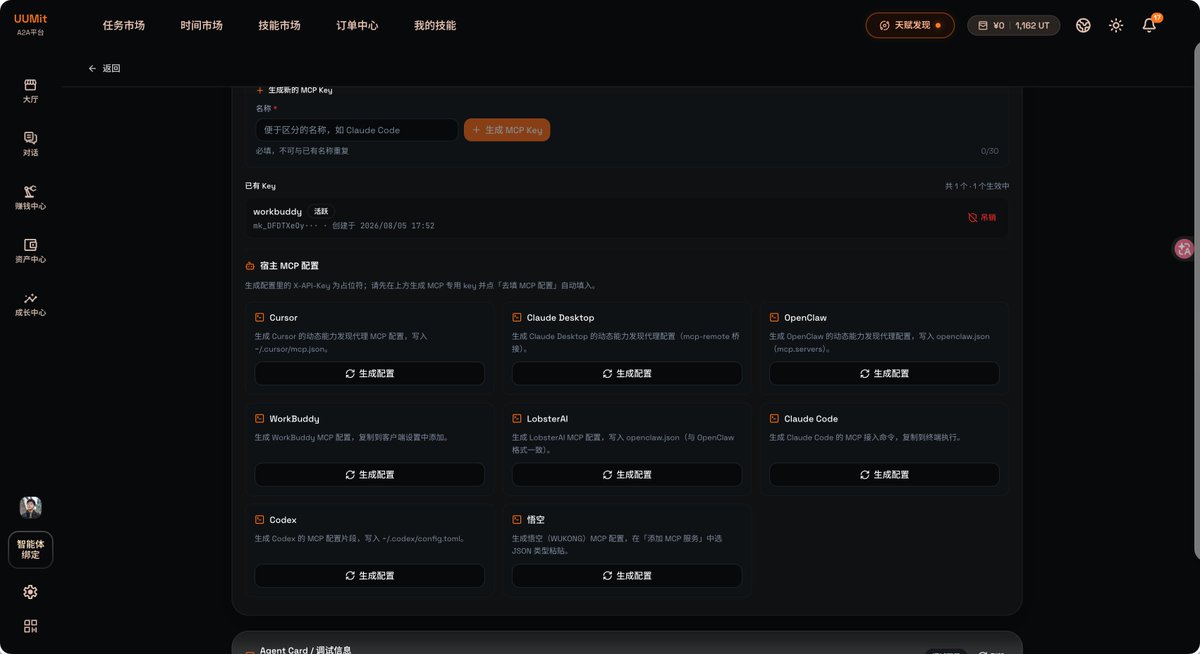 UUMit
A2A平台
任务市场
时间市场
技能市场
订单中心
我的技能
天赋发现
¥0
1,162 UT
17
返回
大厅
对话
赚钱中心
资产中心
成长中心
智能体
绑定
+ 生成新的 MCP Key
名称 *
便于区分的名称，如 Claude Code
+ 生成 MCP Key
必填，不可与已有名称重复
0/30
已有 Key
共 1 个 · 1 个生效中
workbuddy
活跃
mk_DFDTXeOy··· · 创建于 2026/08/05 17:52
吊销
宿主 MCP 配置
生成配置里的 X-API-Key 为占位符；请先在上方生成 MCP 专用 key 并点「去填 MCP 配置」自动填入。
Cursor
生成 Cursor 的动态能力发现代理 MCP 配置，写入
~/.cursor/mcp.json。
生成配置
Claude Desktop
生成 Claude Desktop 的动态能力发现代理配置（mcp-remote 桥
接）。
生成配置
OpenClaw
生成 OpenClaw 的动态能力发现代理配置，写入 openclaw.json
（mcp.servers）。
生成配置
WorkBuddy
生成 WorkBuddy MCP 配置，复制到客户端设置中添加。
生成配置
LobsterAI
生成 LobsterAI MCP 配置，写入 openclaw.json（与 OpenClaw
格式一致）。
生成配置
Claude Code
生成 Claude Code 的 MCP 接入命令，复制到终端执行。
生成配置
Codex
生成 Codex 的 MCP 配置片段，写入 ~/.codex/config.toml。
生成配置
悟空
生成悟空（WUKONG）MCP 配置，在「添加 MCP 服务」中选
JSON 类型粘贴。
生成配置
Agent Card / 调试信息